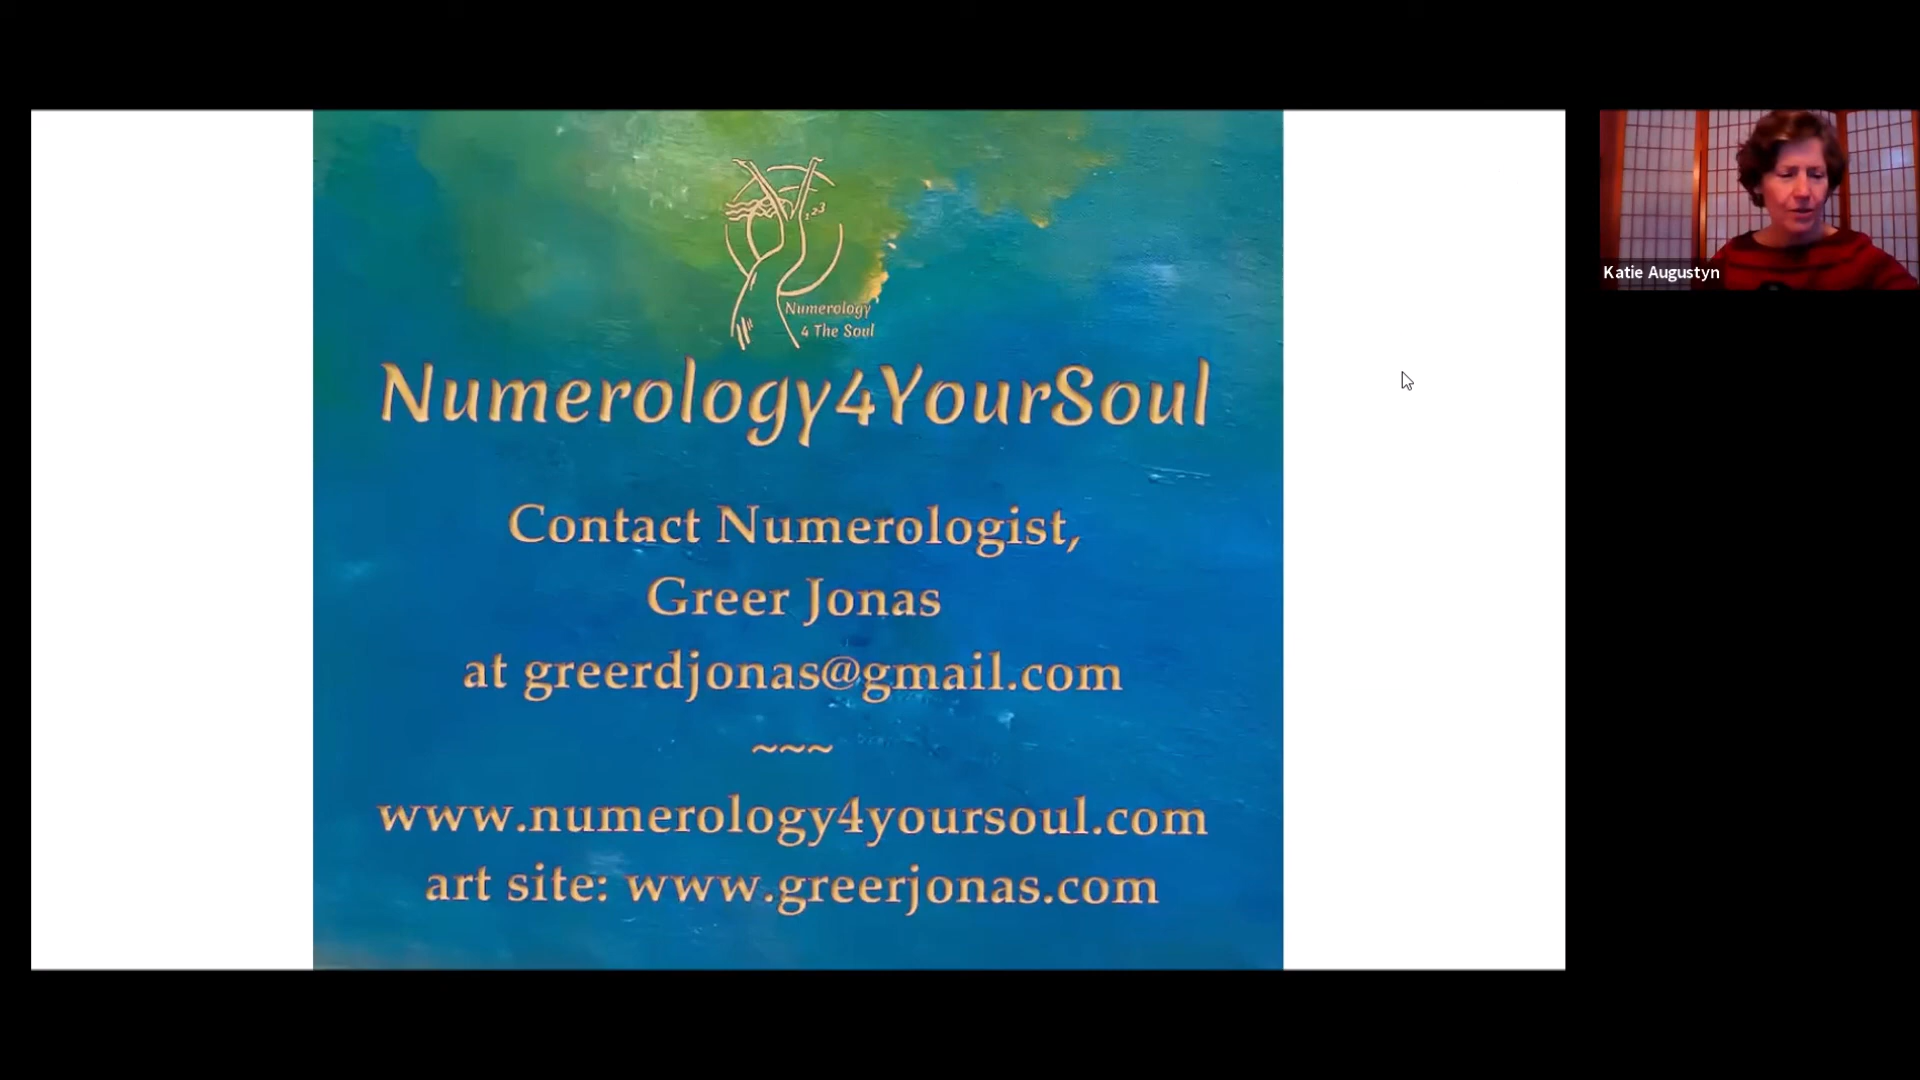 123
Numerology
4 The Soul
Numerology4YourSoul
Contact Numerologist,
Greer Jonas
at greerdjonas@gmail.com
~~~
www.numerology4yoursoul.com
art site: www.greerjonas.com
Katie Augustyn